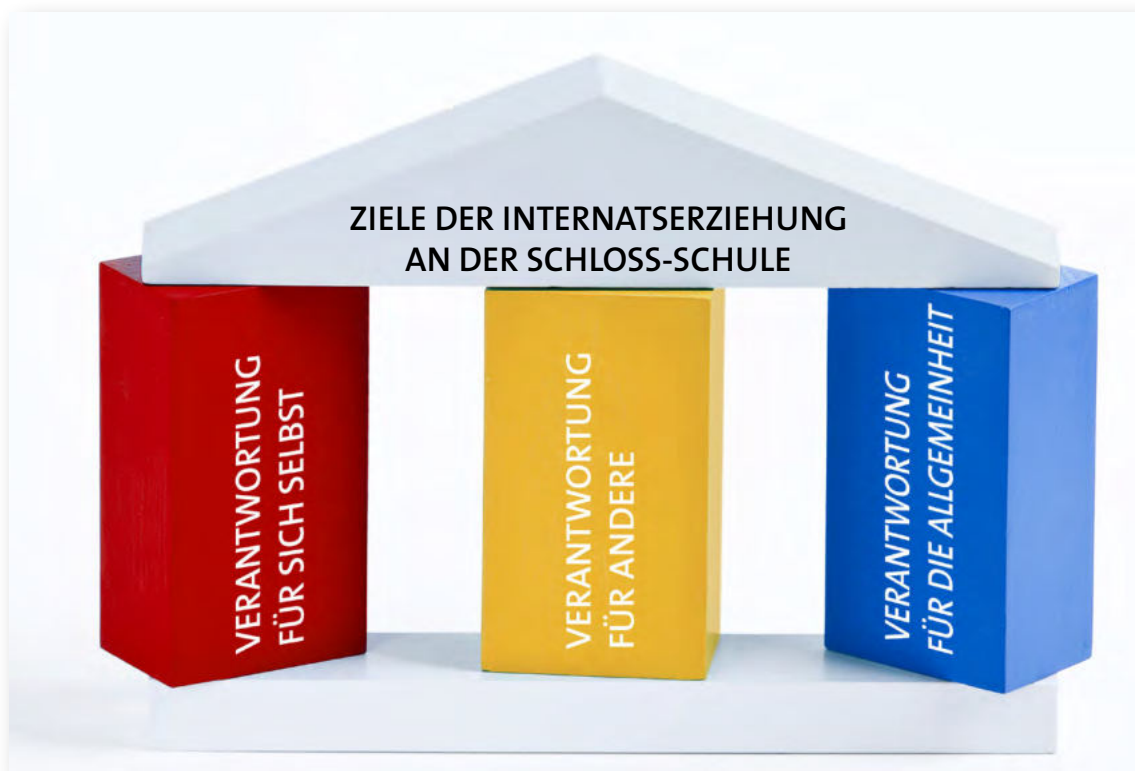 ZIELE DER INTERNATSERZIEHUNG
AN DER SCHLOSS-SCHULE
VERANTWORTUNG
FÜR SICH SELBST
VERANTWORTUNG
FÜR ANDERE
VERANTWORTUNG
FÜR DIE ALLGEMEINHEIT